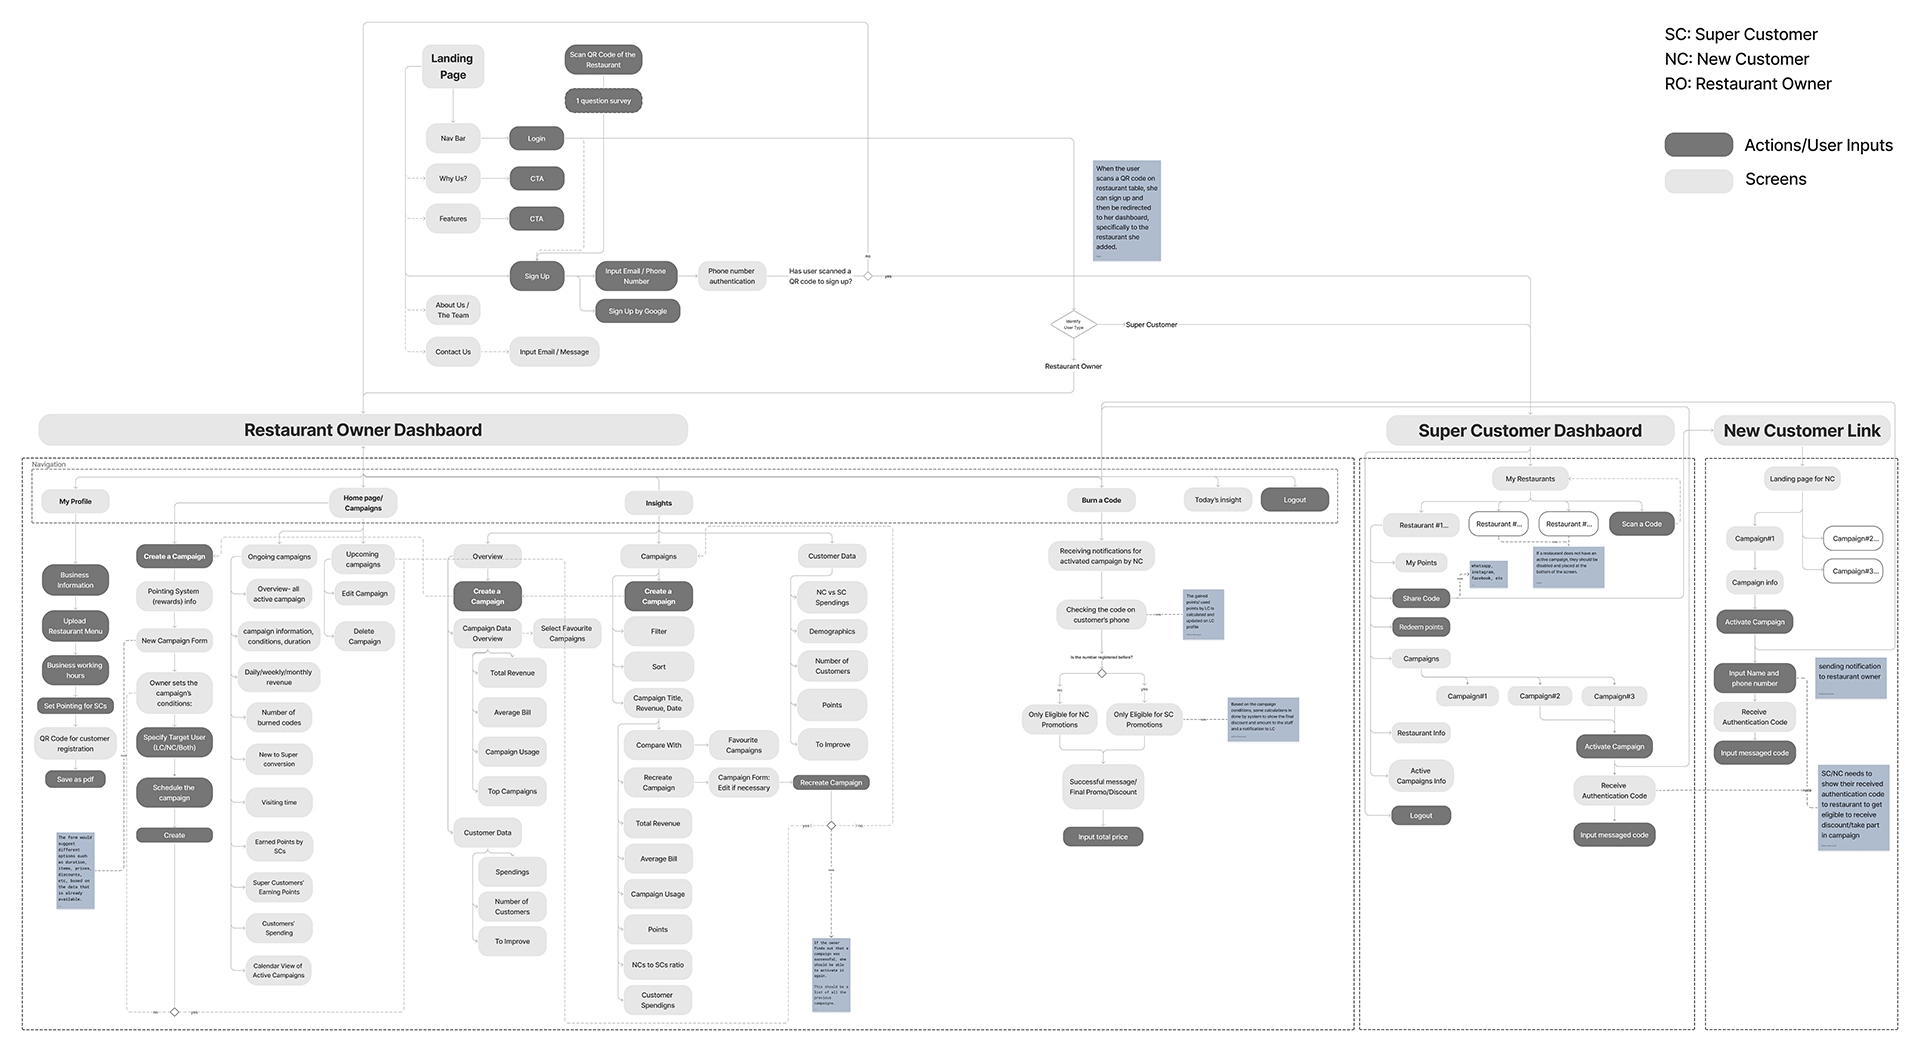 SC: Super Customer
NC: New Customer
RO: Restaurant Owner
Actions/User Inputs
Screens
Landing
Page
Scan QR Code of the
Restaurant
1 question survey
Nav Bar
Login
Why Us?
CTA
Features
CTA
When the user
scans a QR code on
restaurant table, she
can sign up and
then be redirected
to her dashboard,
specifically to the
restaurant she
added.
Sign Up
Input Email / Phone
Number
Phone number
authentication
Has user scanned a
QR code to sign up?
no
yes
Sign Up by Google
About Us /
The Team
Contact Us
Input Email / Message
Identify
User Type
Super Customer
Restaurant Owner
Restaurant Owner Dashbaord
Super Customer Dashbaord
New Customer Link
Navigation
My Profile
Home page/
Campaigns
Insights
Burn a Code
Today's insight
Logout
Business
Information
Upload
Restaurant Menu
Business working
hours
Set Pointing for SCs
QR Code for customer
registration
Save as pdf
The form would
suggest
different
options such
as duration,
items, prices,
discounts,
etc, based on
the data that
is already
available.
Create a Campaign
Pointing System
(rewards) info
New Campaign Form
Owner sets the
campaign's
conditions:
Specify Target User
(LC/NC/Both)
Schedule the
campaign
Create
no
yes
Ongoing campaigns
Overview- all
active campaign
campaign information,
conditions, duration
Daily/weekly/monthly
revenue
Number of
burned codes
New to Super
conversion
Visiting time
Earned Points by
SCs
Super Customers'
Earning Points
Customers'
Spending
Calendar View of
Active Campaigns
Upcoming
campaigns
Edit Campaign
Delete
Campaign
Overview
Create a
Campaign
Campaign Data
Overview
Select Favourite
Campaigns
Total Revenue
Average Bill
Campaign Usage
Top Campaigns
Customer Data
Spendings
Number of
Customers
To Improve
Campaigns
Create a
Campaign
Filter
Sort
Campaign Title,
Revenue, Date
Compare With
Favourite
Campaigns
Recreate
Campaign
Campaign Form:
Edit if necessary
Recreate Campaign
Total Revenue
Average Bill
Campaign Usage
Points
NCs to SCs ratio
Customer
Spendigns
Customer Data
NC vs SC
Spendings
Demographics
Number of
Customers
Points
To Improve
yes
no
If the owner
finds out that a
campaign was
successful, she
should be able
to activate it
again.
This should be a
list of all the
previous
campaigns.
Receiving notifications for
activated campaign by NC
Checking the code on
customer's phone
The gained
points/ used
points by LC is
calculated and
updated on LC
profile
Is the number registered before?
no
yes
Only Eligible for NC
Promotions
Only Eligible for SC
Promotions
Based on the campaign
conditions, some calculations in
done by system to show the final
discount and amount to the staff
and a notification to LC
Successful message/
Final Promo/Discount
Input total price
My Restaurants
Restaurant #1...
Restaurant #...
Restaurant #...
Scan a Code
If a restaurant does not have an
active campaign, they should be
disabled and placed at the
bottom of the screen.
My Points
whatsapp,
instagram,
facebook, etc
Share Code
Redeem points
Campaigns
Campaign#1
Campaign#2
Campaign#3
Restaurant Info
Active
Campaigns Info
Logout
Activate Campaign
Receive
Authentication Code
Input messaged code
Landing page for NC
Campaign#1
Campaign#2...
Campaign#3...
Campaign info
Activate Campaign
Input Name and
phone number
Receive
Authentication Code
Input messaged code
sending notification
to restaurant owner
SC/NC needs to
show their received
authentication code
to restaurant to get
eligible to receive
discount/take part
in campaign